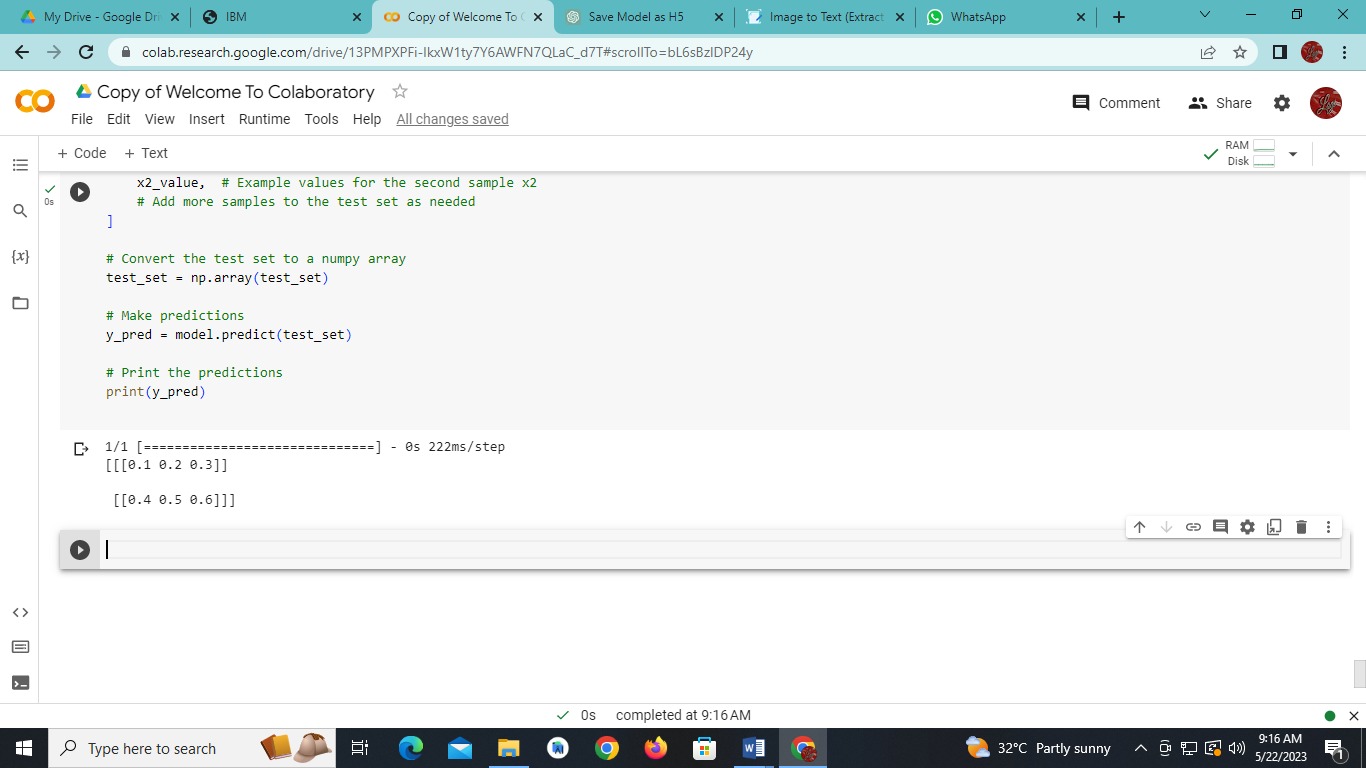 My Drive - Google Dri
IBM
Copy of Welcome To C
Save Model as H5
Image to Text (Extract
WhatsApp
colab.research.google.com/drive/13PMPXPFi-IkxW1ty7Y6AWFN7QLaC_d7T#scrollTo=bL6sBzlDP24y
Copy of Welcome To Colaboratory
Comment
Share
File Edit View Insert Runtime Tools Help All changes saved
+ Code + Text
RAM
Disk
{x}
0s
x2_value,  # Example values for the second sample x2
# Add more samples to the test set as needed
]
# Convert the test set to a numpy array
test_set = np.array(test_set)
# Make predictions
y_pred = model.predict(test_set)
# Print the predictions
print(y_pred)
1/1 [==============================] - 0s 222ms/step
[[[0.1 0.2 0.3]]
[[0.4 0.5 0.6]]]
0s completed at 9:16 AM
Type here to search
32°C Partly sunny
9:16 AM
5/22/2023
1